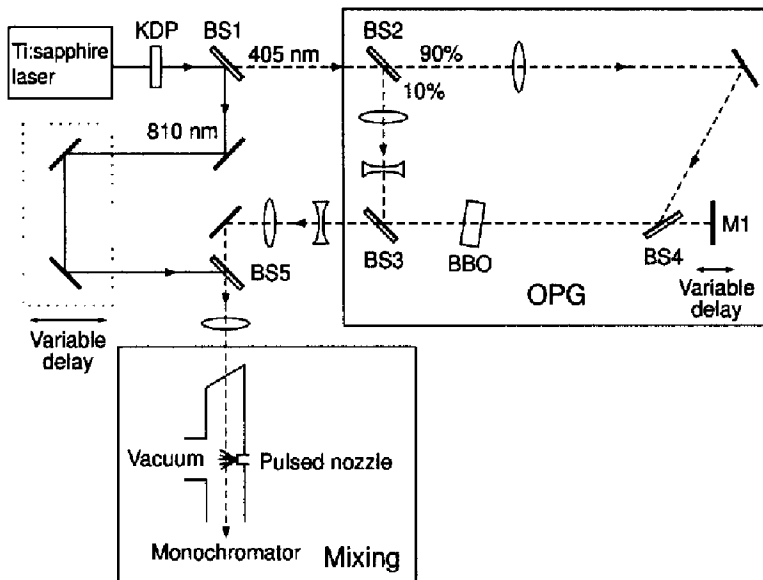 Ti:sapphire
laser
KDP
BS1
405 nm
BS2
90%
10%
810 nm
BS3
BBO
BS4
M1
BS5
OPG
Variable
delay
Variable
delay
Vacuum
Pulsed nozzle
Monochromator
Mixing